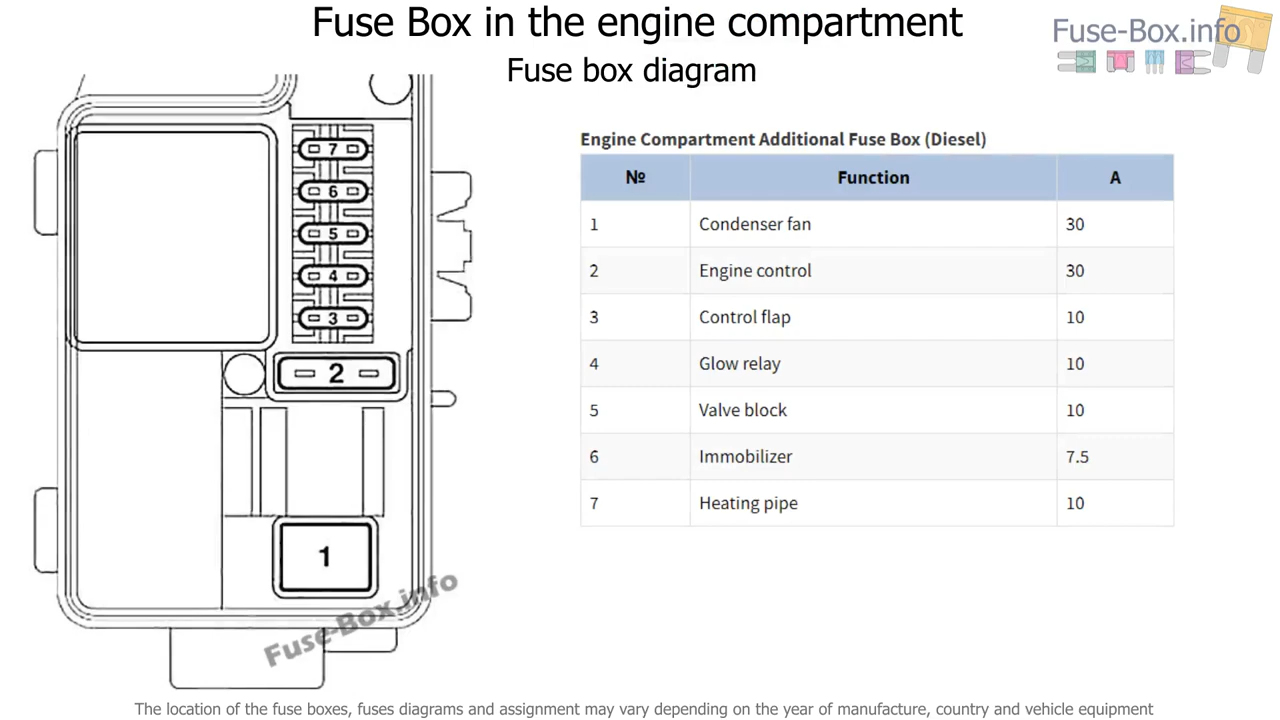 Fuse Box in the engine compartment
Fuse box diagram
Fuse-Box.info
7
6
5
4
3
2
1
Fuse-Box.info
Engine Compartment Additional Fuse Box (Diesel)
№ Function A
1 Condenser fan 30
2 Engine control 30
3 Control flap 10
4 Glow relay 10
5 Valve block 10
6 Immobilizer 7.5
7 Heating pipe 10
The location of the fuse boxes, fuses diagrams and assignment may vary depending on the year of manufacture, country and vehicle equipment